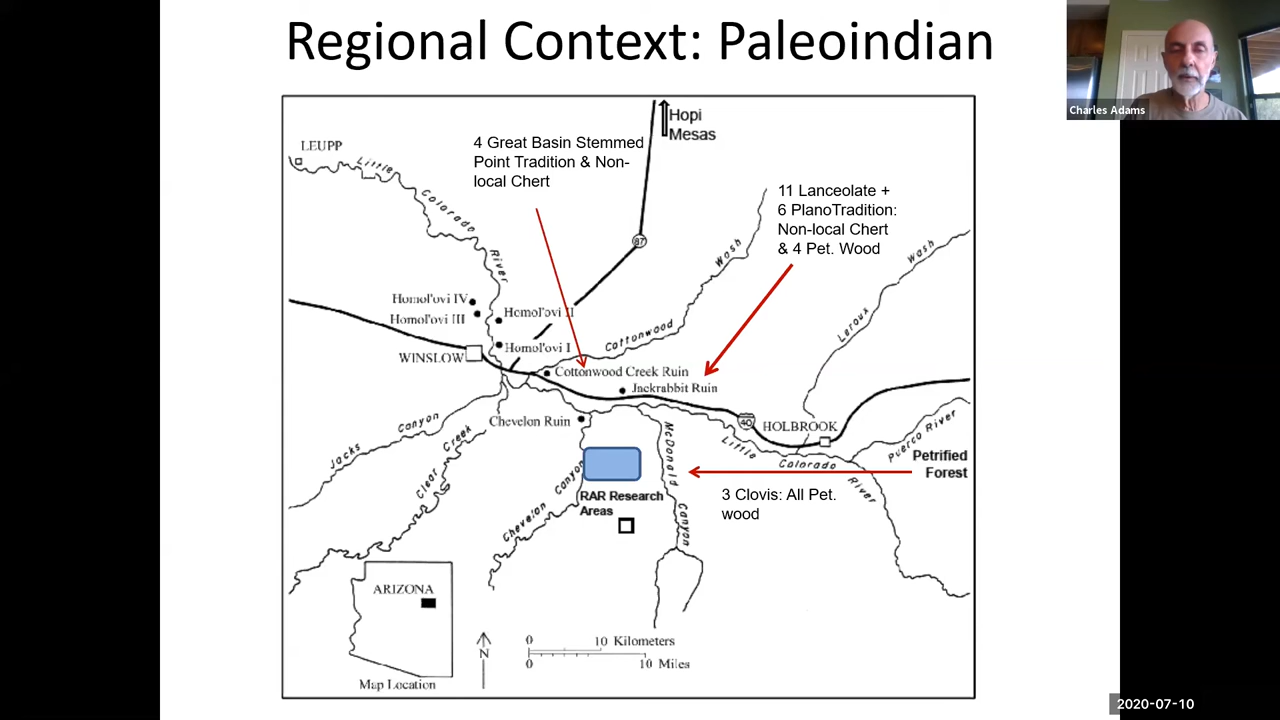 Regional Context: Paleoindian
Charles Adams
Hopi
Mesas
LEUPP
Little
Colorado
River
4 Great Basin Stemmed
Point Tradition & Non-
local Chert
11 Lanceolate +
6 PlanoTradition:
Non-local Chert
& 4 Pet. Wood
87
Wash
Wash
Homol'ovi IV
Homol'ovi III
Homol'ovi II
Homol'ovi I
Cottonwood
Leroux
WINSLOW
Cottonwood Creek Ruin
Jackrabbit Ruin
Chevelon Ruin
40
HOLBROOK
Jacks
Canyon
Clear
Creek
McDonald
Canyon
Little
Colorado
River
Puerco River
Petrified
Forest
Chevelon
Canyon
RAR Research
Areas
3 Clovis: All Pet.
wood
ARIZONA
Map Location
N
0
10 Kilometers
0
10 Miles
2020-07-10